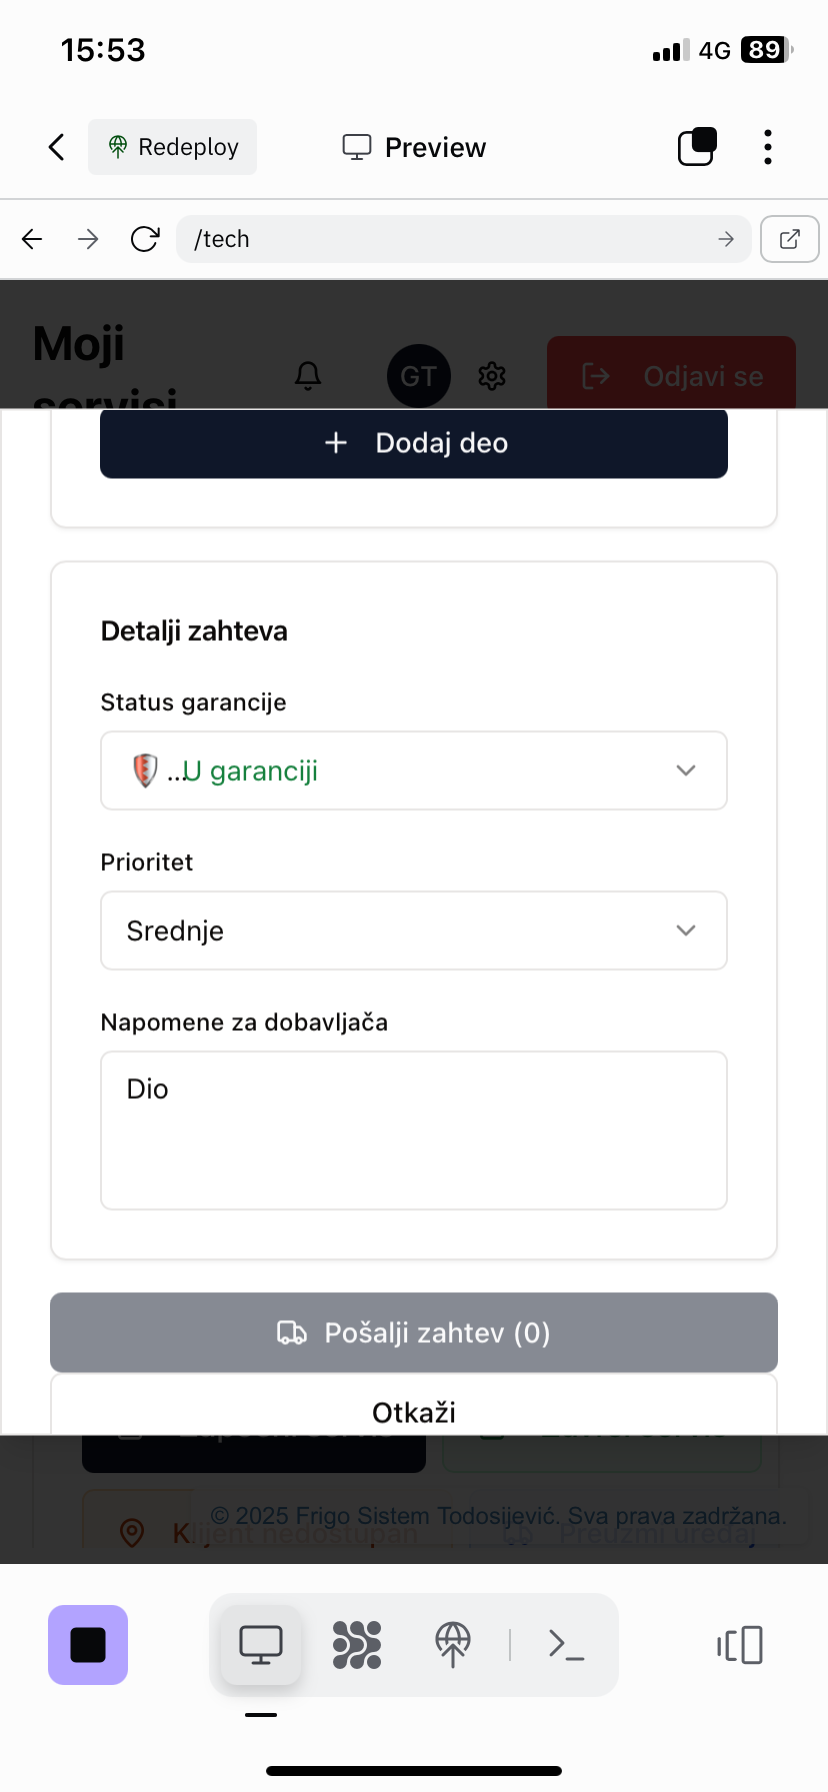 15:53
4G 89
Redeploy
Preview
/tech
Moji
servisi
GT
Odjavi se
+ Dodaj deo
Detalji zahteva
Status garancije
...U garanciji
Prioritet
Srednje
Napomene za dobavljača
Dio
Pošalji zahtev (0)
Otkaži
© 2025 Frigo Sistem Todosijević. Sva prava zadržana.
Klijent nedostupan
Preuzmi uređaj